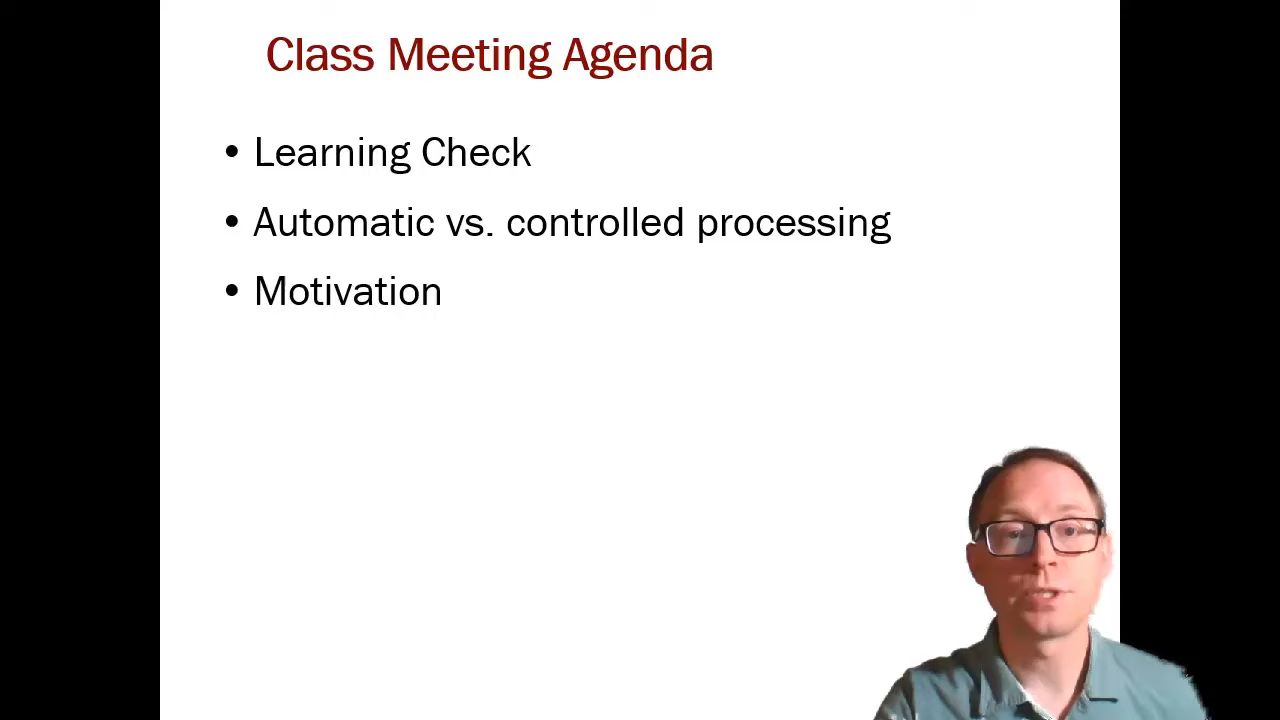 Class Meeting Agenda
• Learning Check
• Automatic vs. controlled processing
• Motivation